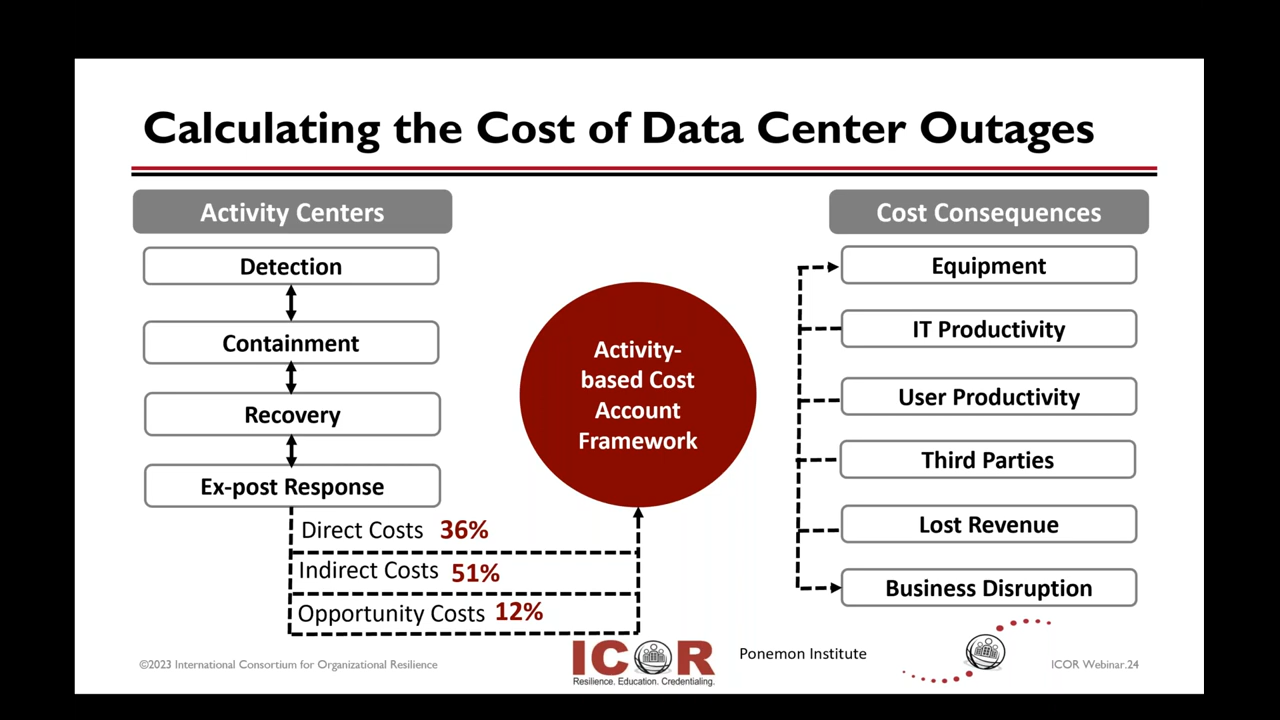 Calculating the Cost of Data Center Outages
Activity Centers
Detection
Containment
Recovery
Ex-post Response
Direct Costs 36%
Indirect Costs 51%
Opportunity Costs 12%
Activity-
based Cost
Account
Framework
Cost Consequences
Equipment
IT Productivity
User Productivity
Third Parties
Lost Revenue
Business Disruption
©2023 International Consortium for Organizational Resilience
ICOR
Resilience. Education. Credentialing.
Ponemon Institute
ICOR Webinar.24